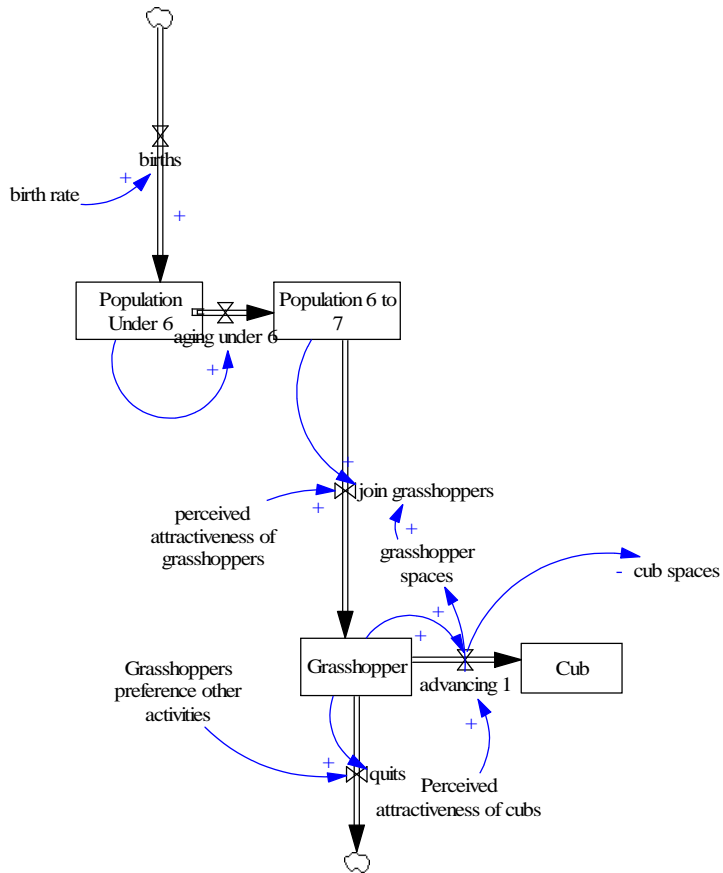 births
+
birth rate
+
Population
Under 6
Population 6 to
7
aging under 6
+
+
join grasshoppers
+
perceived
attractiveness of
grasshoppers
+
grasshopper
spaces
- cub spaces
+
+
Grasshopper
Cub
advancing 1
Grasshoppers
preference other
activities
+
+
quits
Perceived
attractiveness of cubs